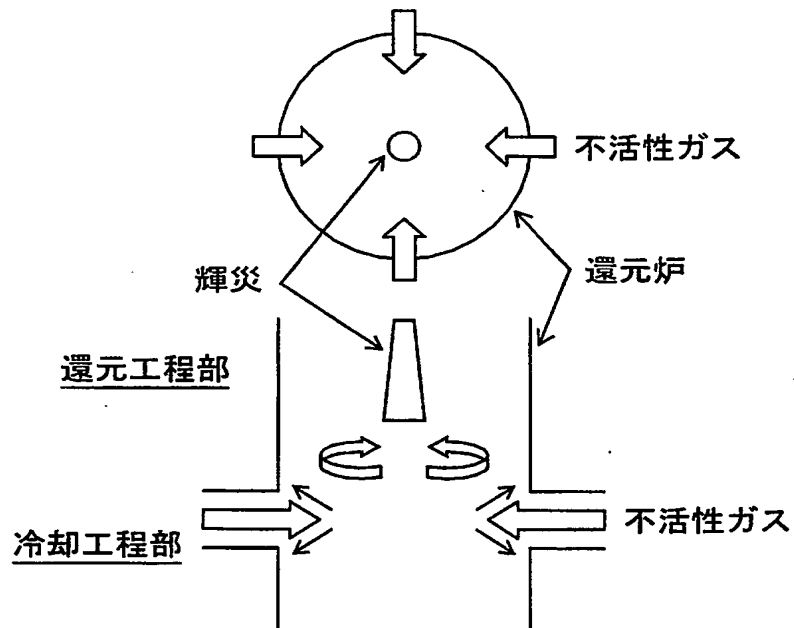 不活性ガス
輝災
還元炉
還元工程部
不活性ガス
冷却工程部